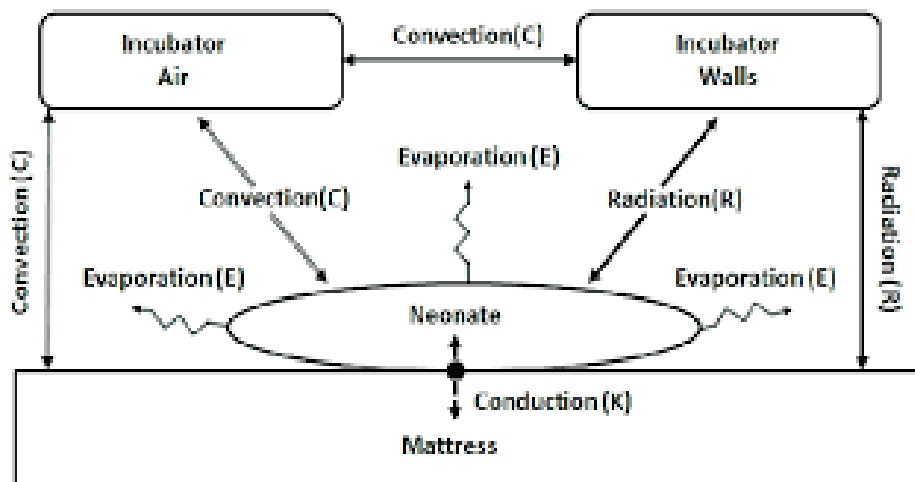 Convection(C)
Incubator
Air
Incubator
Walls
Evaporation (E)
Convection (C)
Convection(C)
Radiation(R)
Radiation (R)
Evaporation (E)
Evaporation (E)
Neonate
Conduction (K)
Mattress